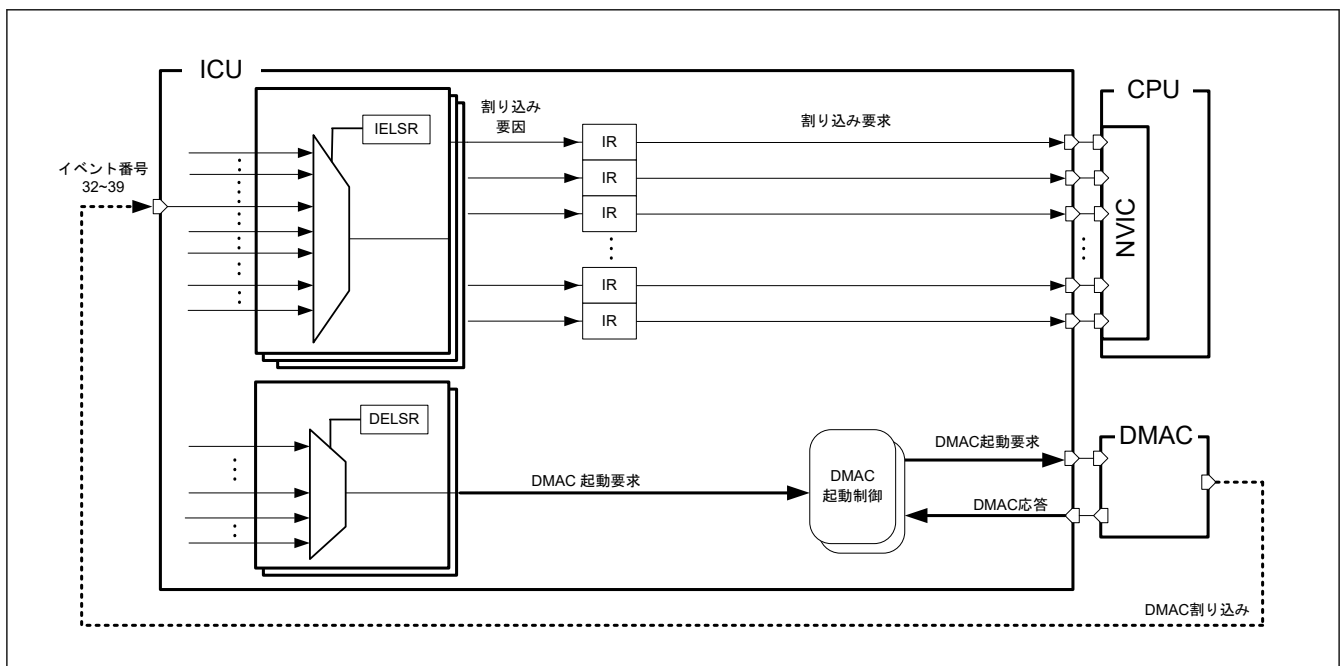 ICU
CPU
IELSR
割り込み
要因
割り込み要求
IR
IR
IR
IR
IR
NVIC
イベント番号
32~39
DELSR
DMAC 起動要求
DMAC
起動制御
DMAC起動要求
DMAC応答
DMAC
DMAC割り込み